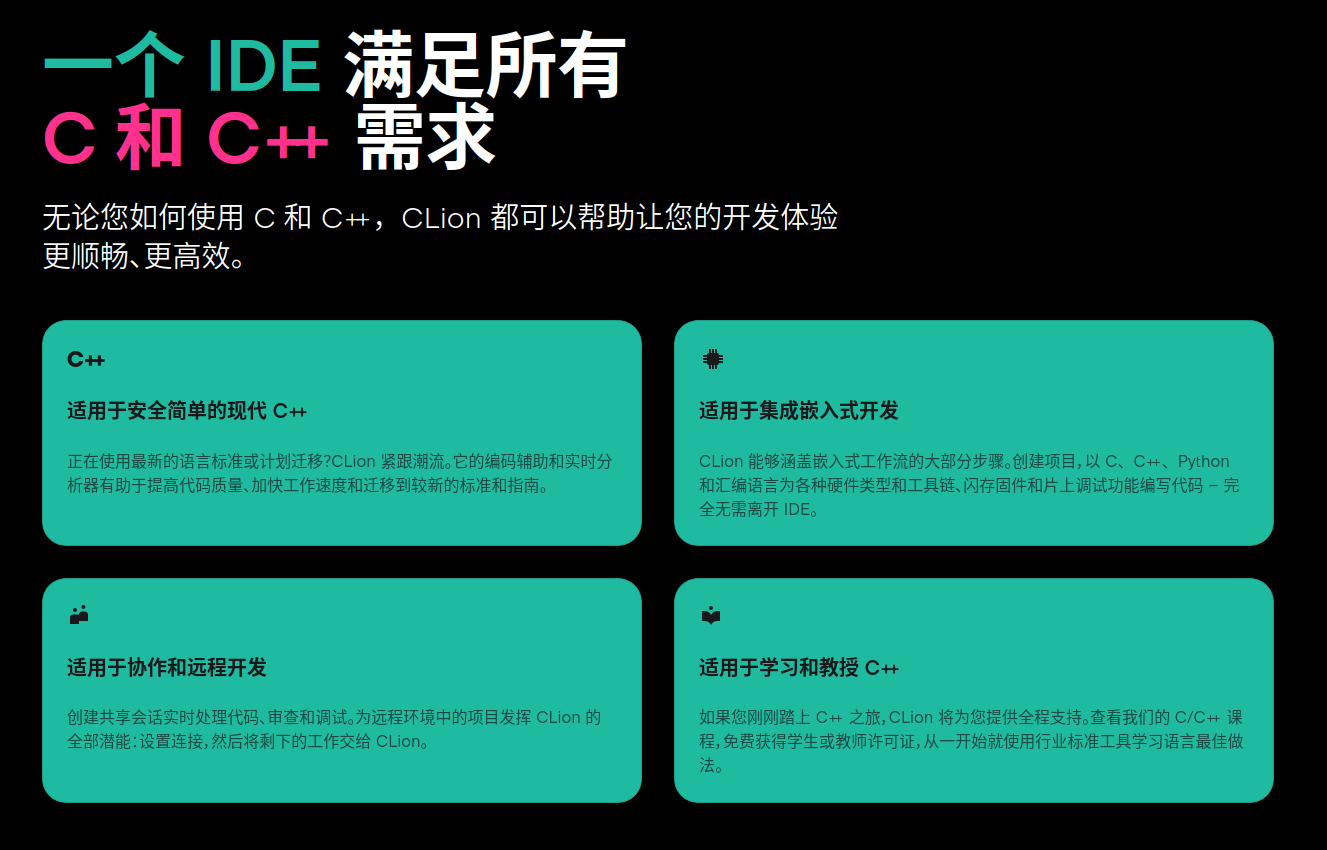 一个 IDE 满足所有
C 和 C++ 需求
无论您如何使用 C 和 C++，CLion 都可以帮助让您的开发体验
更顺畅、更高效。
C++
适用于安全简单的现代 C++
正在使用最新的语言标准或计划迁移?CLion 紧跟潮流。它的编码辅助和实时分
析器有助于提高代码质量、加快工作速度和迁移到较新的标准和指南。
适用于集成嵌入式开发
CLion 能够涵盖嵌入式工作流的大部分步骤。创建项目，以 C、C++、Python
和汇编语言为各种硬件类型和工具链、闪存固件和片上调试功能编写代码 – 完
全无需离开 IDE。
适用于协作和远程开发
创建共享会话实时处理代码、审查和调试。为远程环境中的项目发挥 CLion 的
全部潜能：设置连接，然后将剩下的工作交给 CLion。
适用于学习和教授 C++
如果您刚刚踏上 C++ 之旅，CLion 将为您提供全程支持。查看我们的 C/C++ 课
程，免费获得学生或教师许可证，从一开始就使用行业标准工具学习语言最佳做
法。